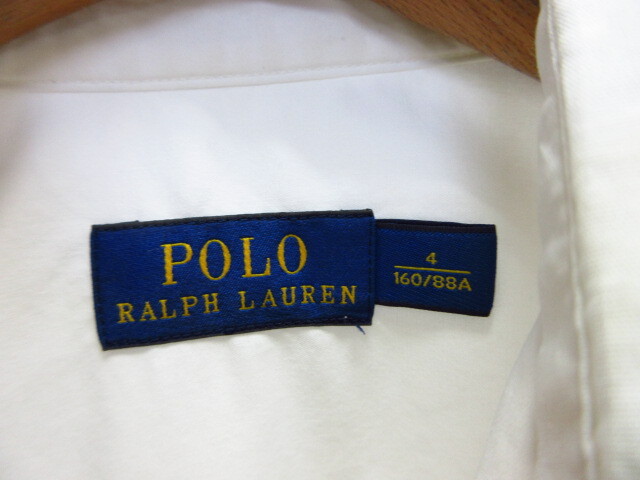 POLO
RALPH LAUREN
4
160/88A